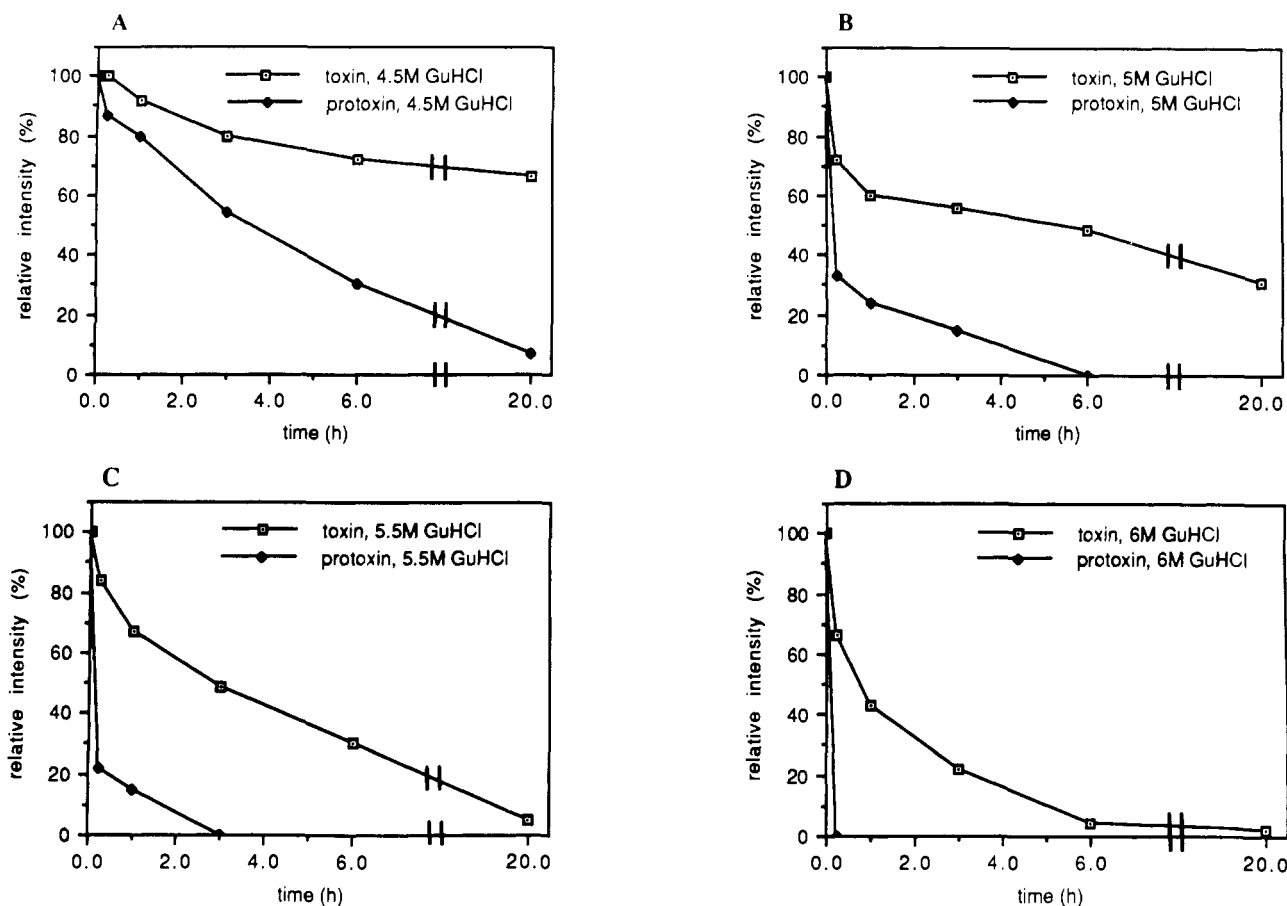 A
toxin, 4.5M GuHCl
protoxin, 4.5M GuHCl
relative intensity (%)
100
80
60
40
20
0
0.0 2.0 4.0 6.0 20.0
time (h)
B
toxin, 5M GuHCl
protoxin, 5M GuHCl
relative intensity (%)
100
80
60
40
20
0
0.0 2.0 4.0 6.0 20.0
time (h)
C
toxin, 5.5M GuHCl
protoxin, 5.5M GuHCl
relative intensity (%)
100
80
60
40
20
0
0.0 2.0 4.0 6.0 20.0
time (h)
D
toxin, 6M GuHCl
protoxin, 6M GuHCl
relative intensity (%)
100
80
60
40
20
0
0.0 2.0 4.0 6.0 20.0
time (h)